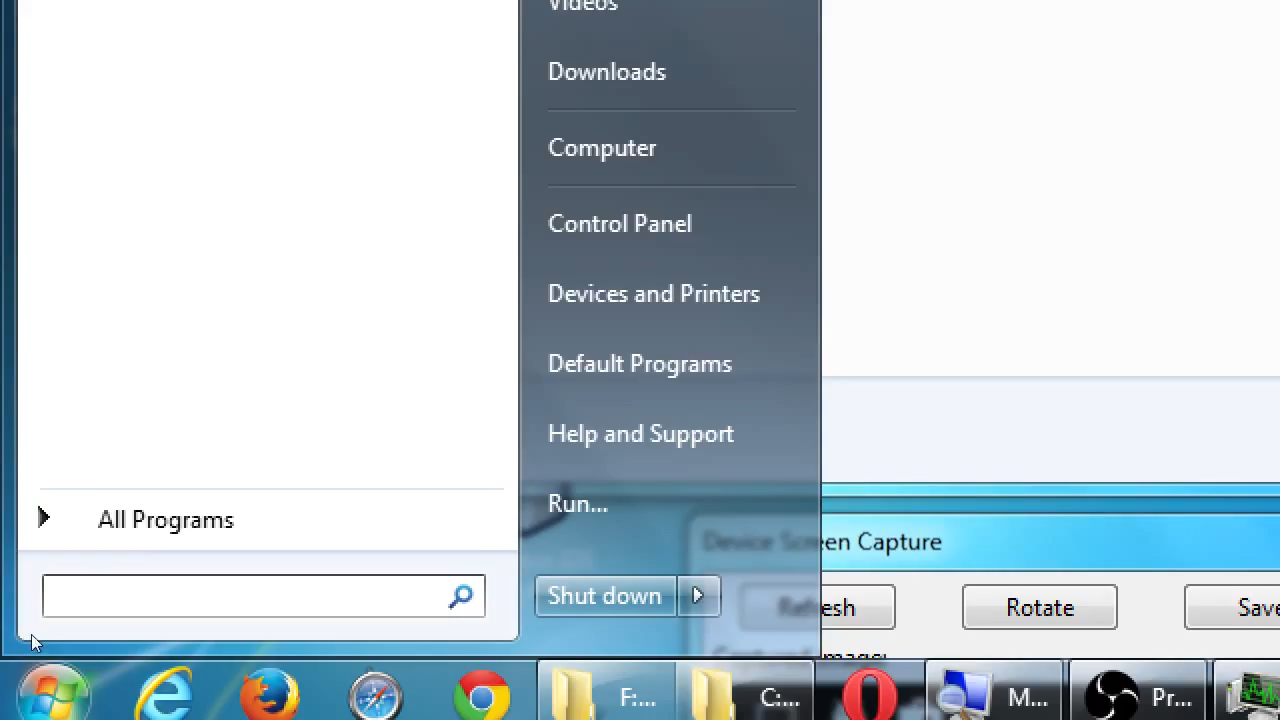 Videos
Downloads
Computer
Control Panel
Devices and Printers
Default Programs
Help and Support
Run...
All Programs
Shut down
Device Screen Capture
Refresh
Rotate
Save
F:...
C:...
M...
Pr...